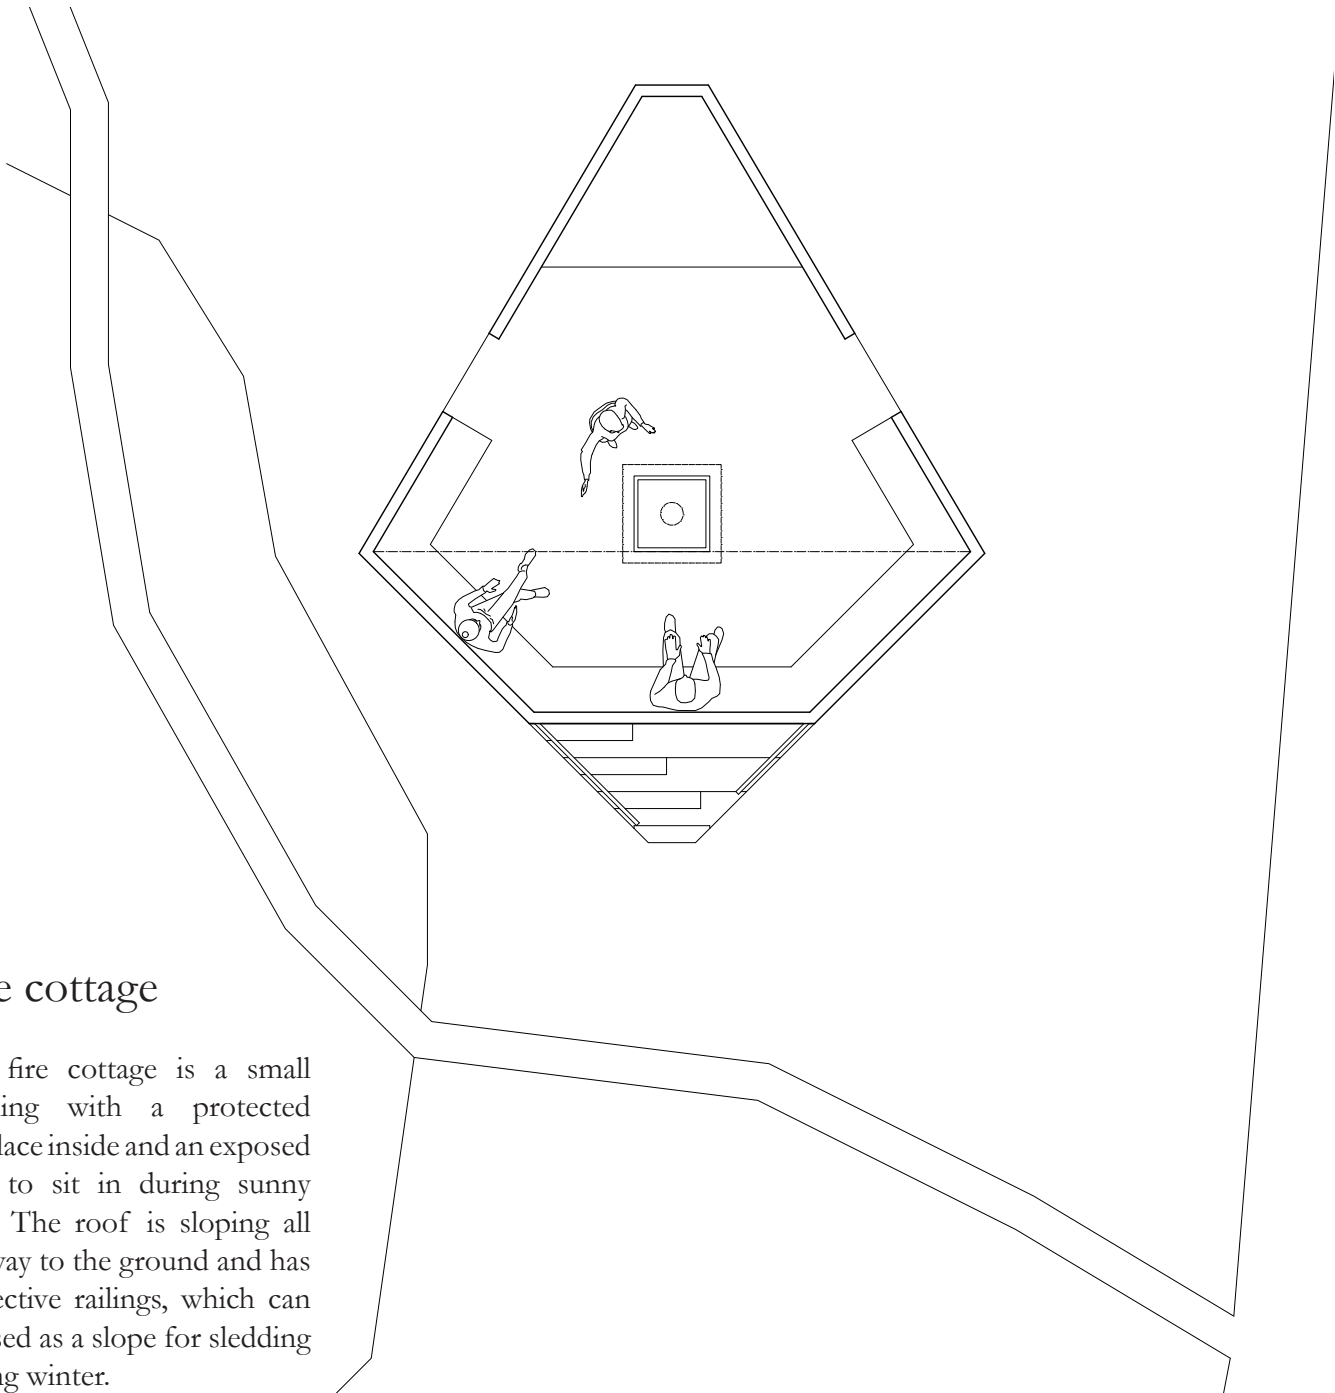 e cottage
fire cottage is a small
ing with a protected
lace inside and an exposed
to sit in during sunny
The roof is sloping all
vay to the ground and has
ective railings, which can
sed as a slope for sledding
ng winter.